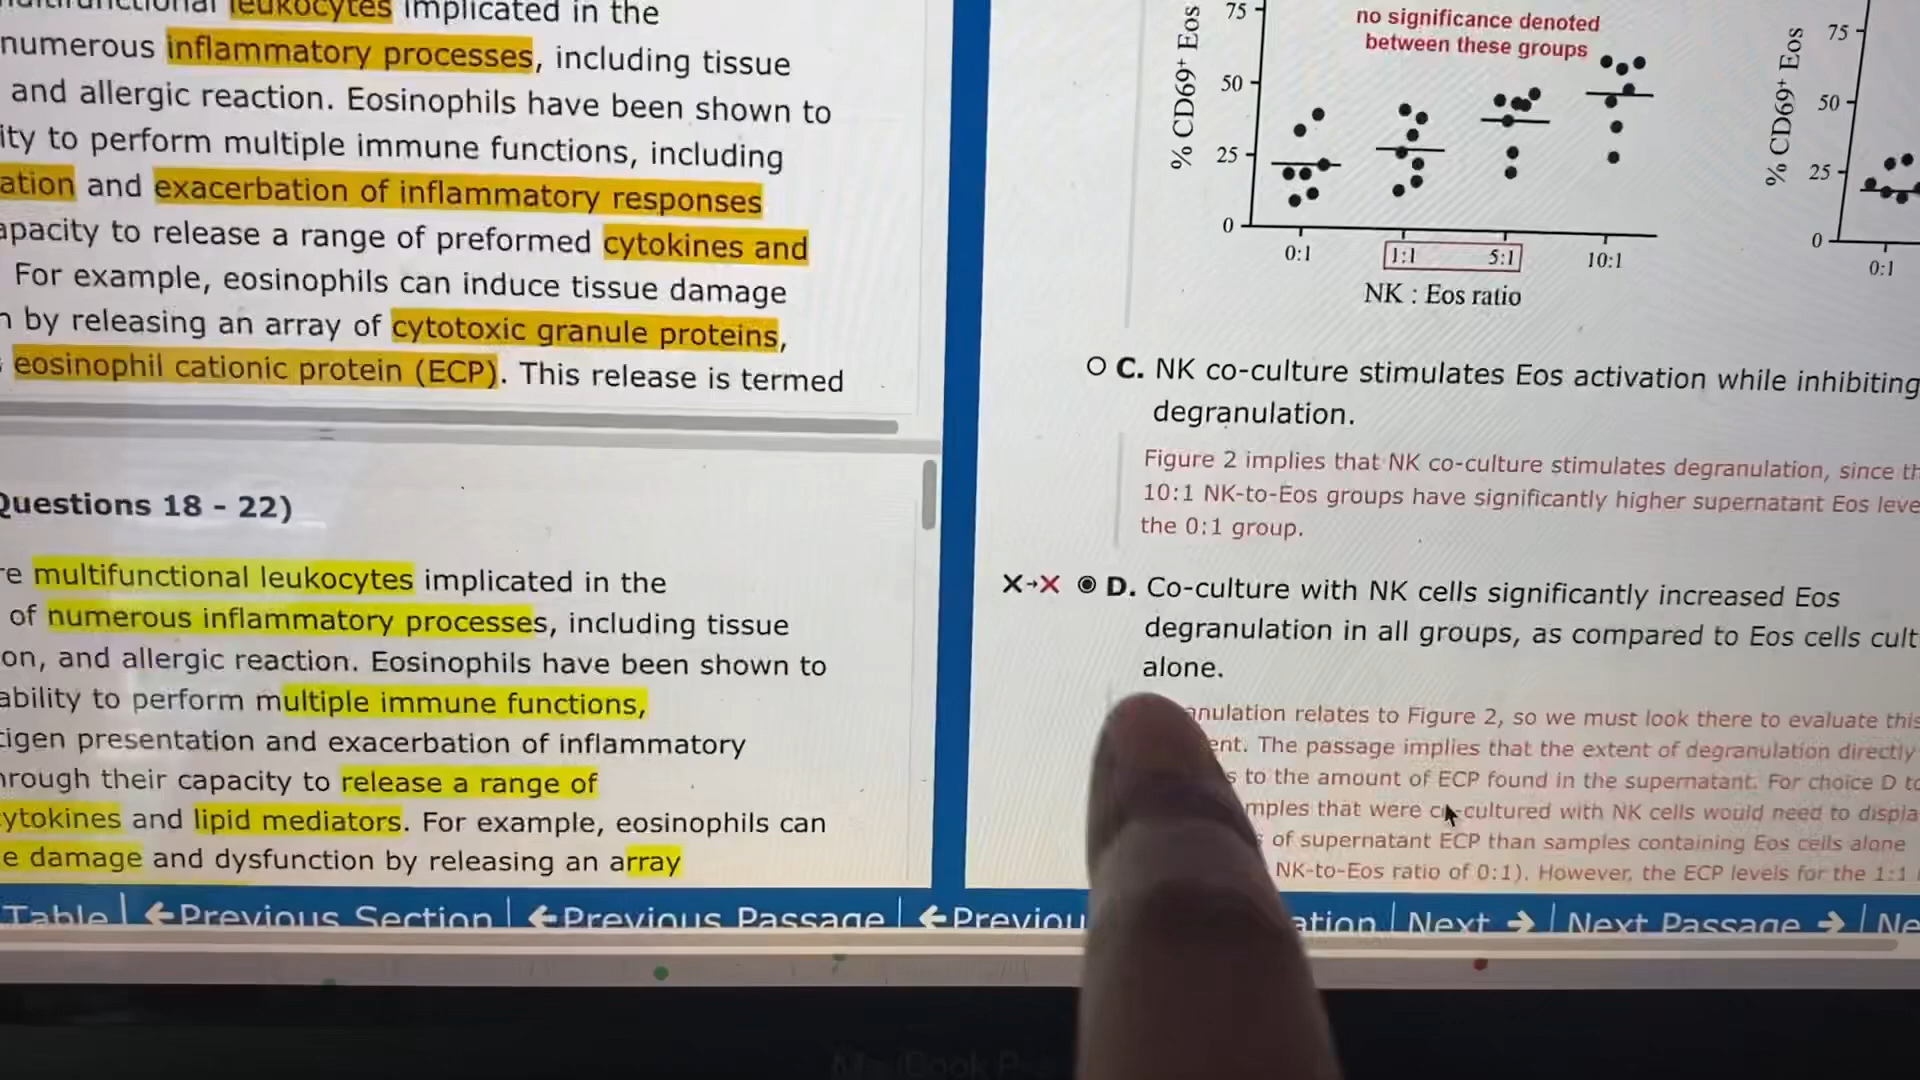 leukocytes implicated in the
numerous inflammatory processes, including tissue
and allergic reaction. Eosinophils have been shown to
ity to perform multiple immune functions, including
ation and exacerbation of inflammatory responses
apacity to release a range of preformed cytokines and
For example, eosinophils can induce tissue damage
n by releasing an array of cytotoxic granule proteins,
eosinophil cationic protein (ECP). This release is termed
Questions 18 - 22)
re multifunctional leukocytes implicated in the
of numerous inflammatory processes, including tissue
on, and allergic reaction. Eosinophils have been shown to
ability to perform multiple immune functions,
tigen presentation and exacerbation of inflammatory
hrough their capacity to release a range of
cytokines and lipid mediators. For example, eosinophils can
e damage and dysfunction by releasing an array
no significance denoted
between these groups
% CD69+ Eos
75
50
25
0
0:1
1:1
5:1
10:1
NK : Eos ratio
% CD69+ Eos
75
50
25
0
0:1
C. NK co-culture stimulates Eos activation while inhibiting
degranulation.
Figure 2 implies that NK co-culture stimulates degranulation, since th
10:1 NK-to-Eos groups have significantly higher supernatant Eos leve
the 0:1 group.
X→X D. Co-culture with NK cells significantly increased Eos
degranulation in all groups, as compared to Eos cells cult
alone.
anulation relates to Figure 2, so we must look there to evaluate this
ent. The passage implies that the extent of degranulation directly
s to the amount of ECP found in the supernatant. For choice D to
mples that were co-cultured with NK cells would need to displa
of supernatant ECP than samples containing Eos cells alone
NK-to-Eos ratio of 0:1). However, the ECP levels for the 1:1
Table | ←Previous Section | ←Previous Passage | ←Previou ation | Next → | Next Passage → | Ne